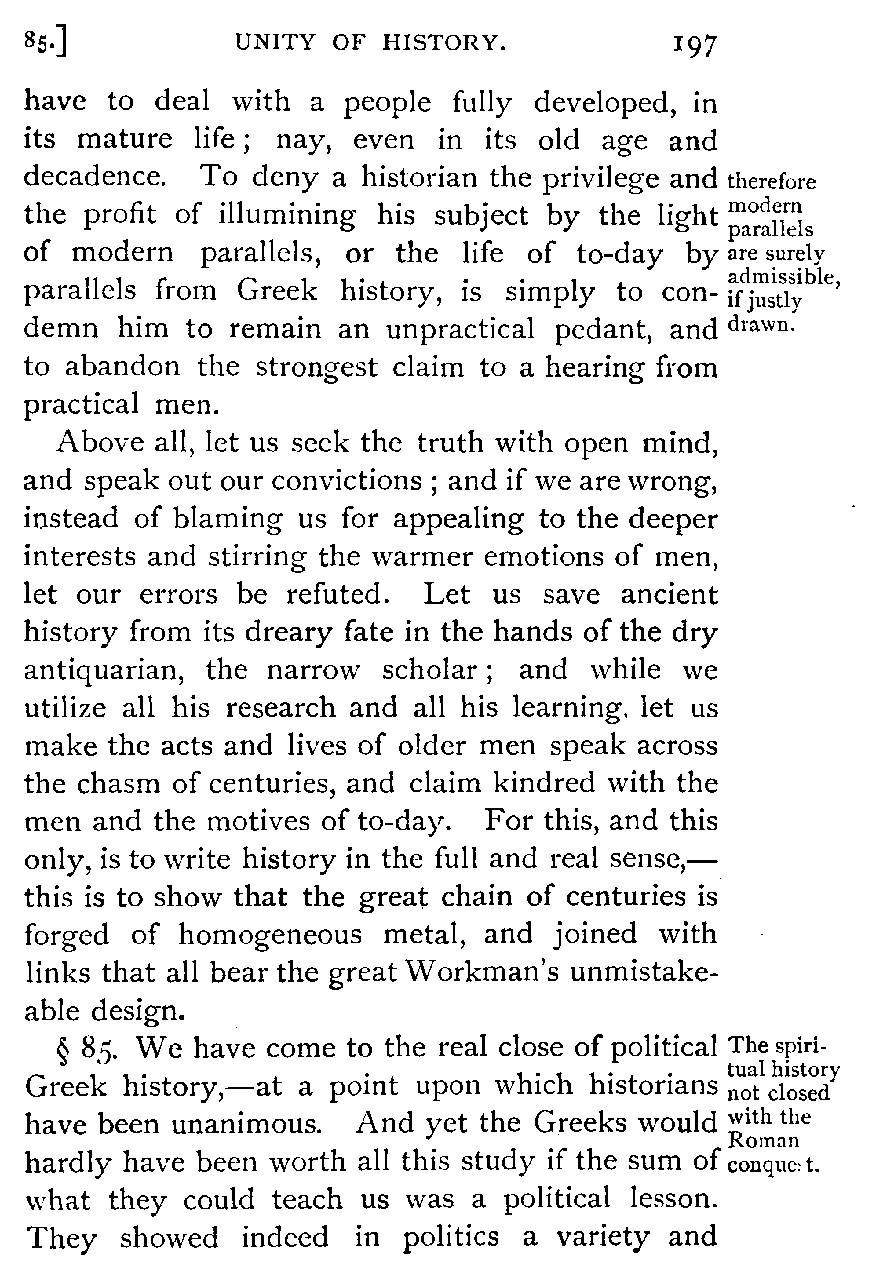 85.] UNITY OF HISTORY. 197
have to deal with a people fully developed, in
its mature life; nay, even in its old age and
decadence. To deny a historian the privilege and
the profit of illumining his subject by the light
of modern parallels, or the life of to-day by
parallels from Greek history, is simply to con-
demn him to remain an unpractical pedant, and
to abandon the strongest claim to a hearing from
practical men.
therefore
modern
parallels
are surely
admissible,
if justly
drawn.
Above all, let us seek the truth with open mind,
and speak out our convictions; and if we are wrong,
instead of blaming us for appealing to the deeper
interests and stirring the warmer emotions of men,
let our errors be refuted. Let us save ancient
history from its dreary fate in the hands of the dry
antiquarian, the narrow scholar; and while we
utilize all his research and all his learning, let us
make the acts and lives of older men speak across
the chasm of centuries, and claim kindred with the
men and the motives of to-day. For this, and this
only, is to write history in the full and real sense,—
this is to show that the great chain of centuries is
forged of homogeneous metal, and joined with
links that all bear the great Workman's unmistake-
able design.
§ 85. We have come to the real close of political
Greek history,—at a point upon which historians
have been unanimous. And yet the Greeks would
hardly have been worth all this study if the sum of
what they could teach us was a political lesson.
They showed indeed in politics a variety and
The spiri-
tual history
not closed
with the
Roman
conquest.